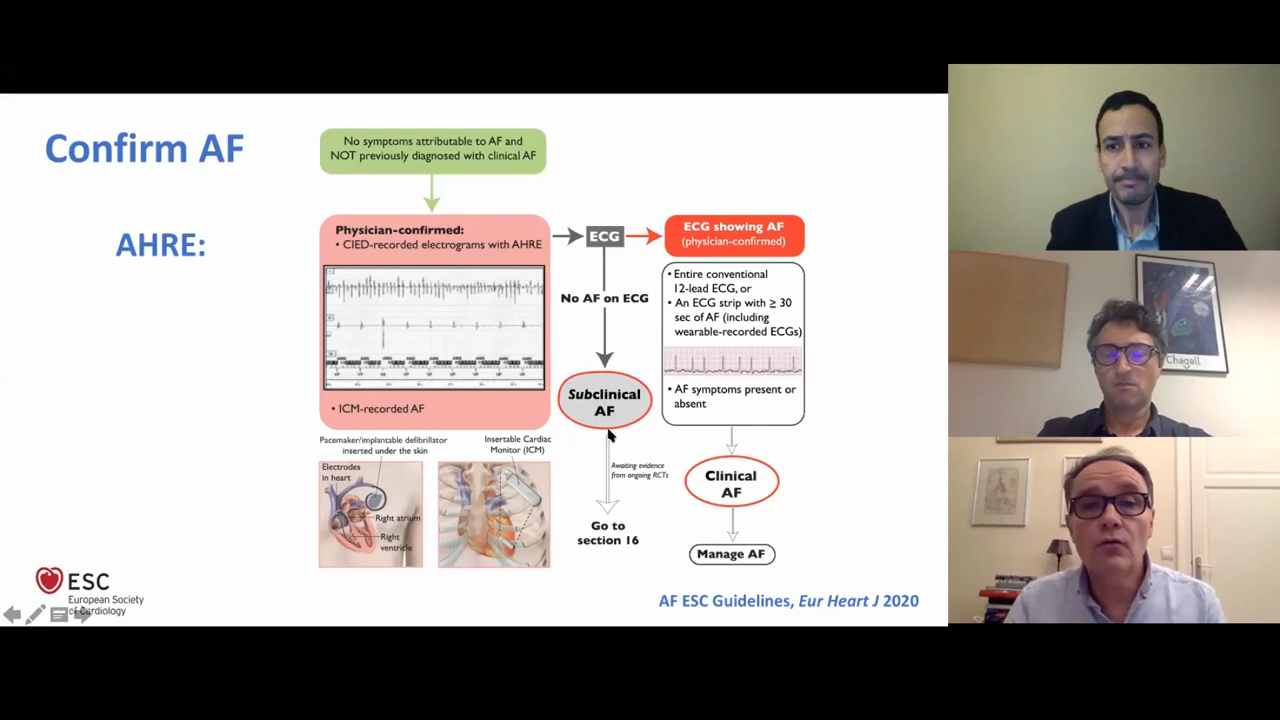 Confirm AF
AHRE:
No symptoms attributable to AF and
NOT previously diagnosed with clinical AF
Physician-confirmed:
• CIED-recorded electrograms with AHRE
• ICM-recorded AF
ECG
No AF on ECG
Subclinical
AF
Awaiting evidence
from ongoing RCTs
Go to
section 16
ECG showing AF
(physician-confirmed)
• Entire conventional
12-lead ECG, or
• An ECG strip with ≥ 30
sec of AF (including
wearable-recorded ECGs)
• AF symptoms present or
absent
Clinical
AF
Manage AF
Pacemaker/implantable defibrillator
inserted under the skin
Electrodes
in heart
Right atrium
Right
ventricle
Insertable Cardiac
Monitor (ICM)
ESC
European Society
of Cardiology
AF ESC Guidelines, Eur Heart J 2020
Chagall